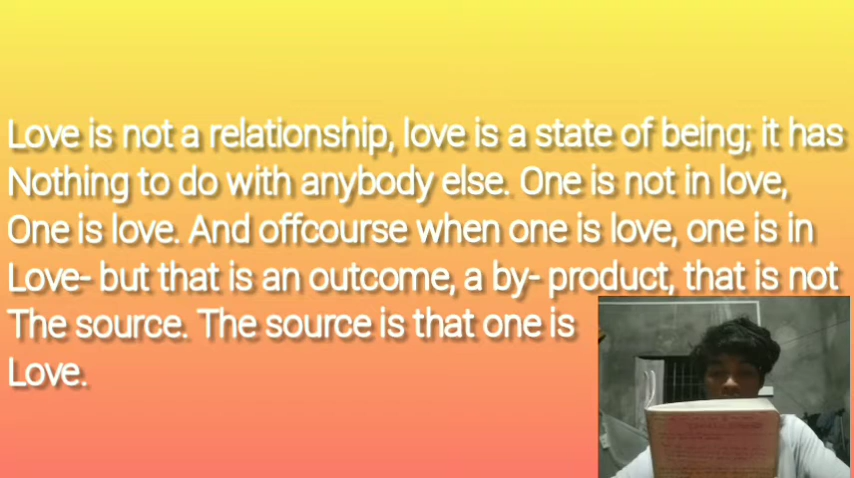 Love is not a relationship, love is a state of being; it has
Nothing to do with anybody else. One is not in love,
One is love. And offcourse when one is love, one is in
Love- but that is an outcome, a by- product, that is not
The source. The source is that one is
Love.